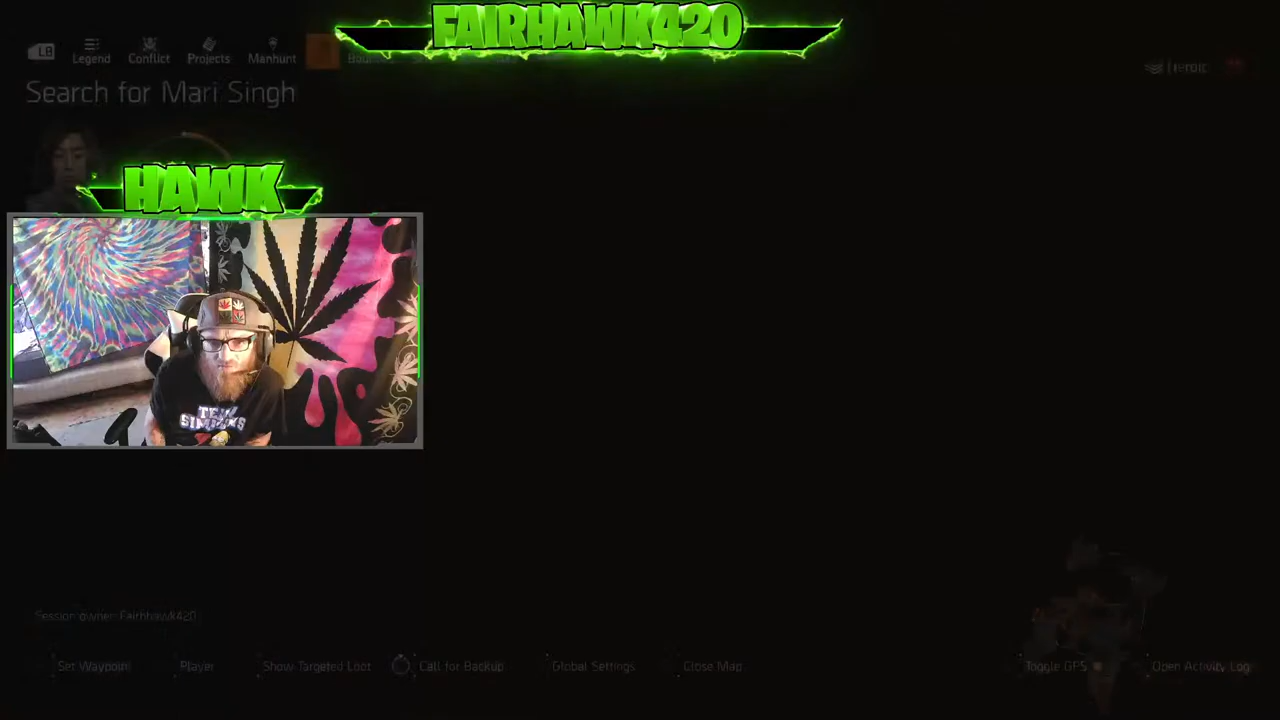 FAIRHAWK420
L8
Legend
Conflict
Projects
Manhunt
Heroic
Search for Mari Singh
HAWK
Session owner: Fairhawk420
Set Waypoint
Player
Show Targeted Loot
Call for Backup
Global Settings
Close Map
Toggle GPS
Open Activity Log